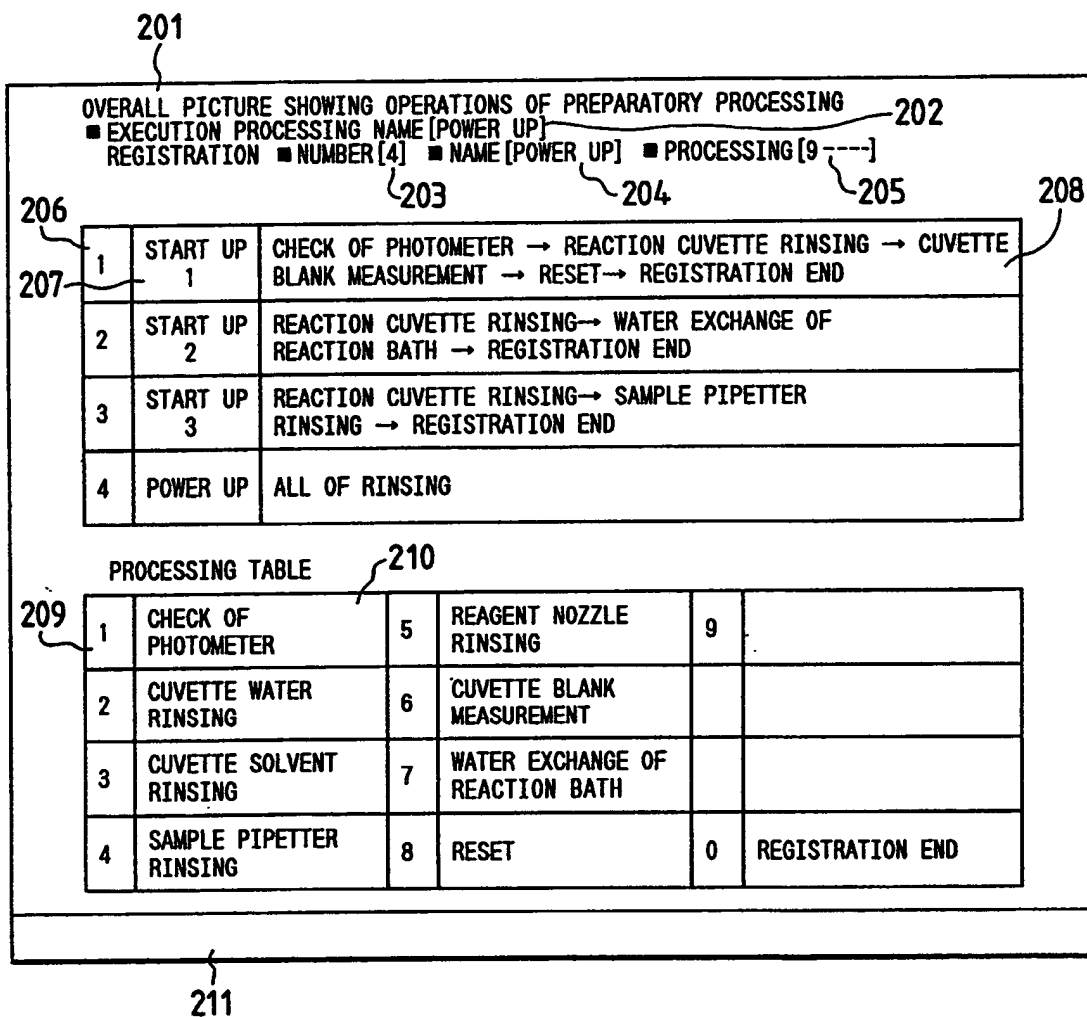 201
OVERALL PICTURE SHOWING OPERATIONS OF PREPARATORY PROCESSING
■ EXECUTION PROCESSING NAME[POWER UP]
202
REGISTRATION ■ NUMBER[4] ■ NAME[POWER UP] ■ PROCESSING[9 ----]
203
204
205
206
208
1
START UP
1
CHECK OF PHOTOMETER → REACTION CUVETTE RINSING → CUVETTE
BLANK MEASUREMENT → RESET→ REGISTRATION END
207
2
START UP
2
REACTION CUVETTE RINSING→ WATER EXCHANGE OF
REACTION BATH → REGISTRATION END
3
START UP
3
REACTION CUVETTE RINSING→ SAMPLE PIPETTER
RINSING → REGISTRATION END
4
POWER UP
ALL OF RINSING
PROCESSING TABLE
210
209
1
CHECK OF
PHOTOMETER
5
REAGENT NOZZLE
RINSING
9
2
CUVETTE WATER
RINSING
6
CUVETTE BLANK
MEASUREMENT
3
CUVETTE SOLVENT
RINSING
7
WATER EXCHANGE OF
REACTION BATH
4
SAMPLE PIPETTER
RINSING
8
RESET
0
REGISTRATION END
211